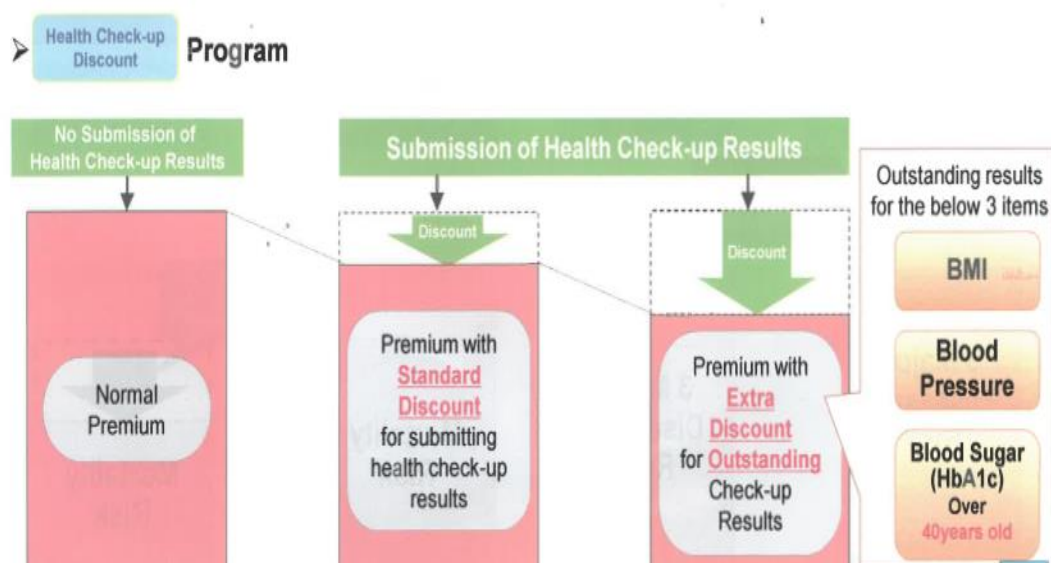 Health Check-up
Discount
Program
No Submission of
Health Check-up Results
Submission of Health Check-up Results
Discount
Discount
Normal
Premium
Premium with
Standard
Discount
for submitting
health check-up
results
Premium with
Extra
Discount
for Outstanding
Check-up
Results
Outstanding results
for the below 3 items
BMI
Blood
Pressure
Blood Sugar
(HbA1c)
Over
40years old